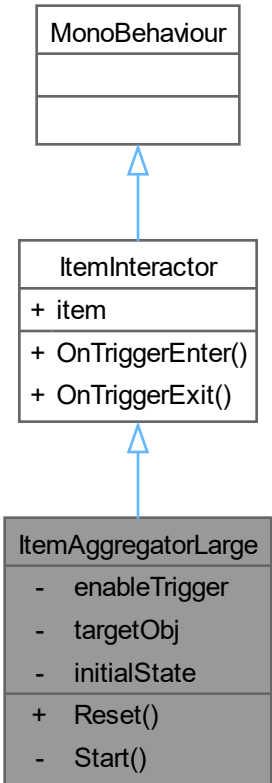 MonoBehaviour
ItemInteractor
+ item
+ OnTriggerEnter()
+ OnTriggerExit()
ItemAggregatorLarge
- enableTrigger
- targetObj
- initialState
+ Reset()
- Start()